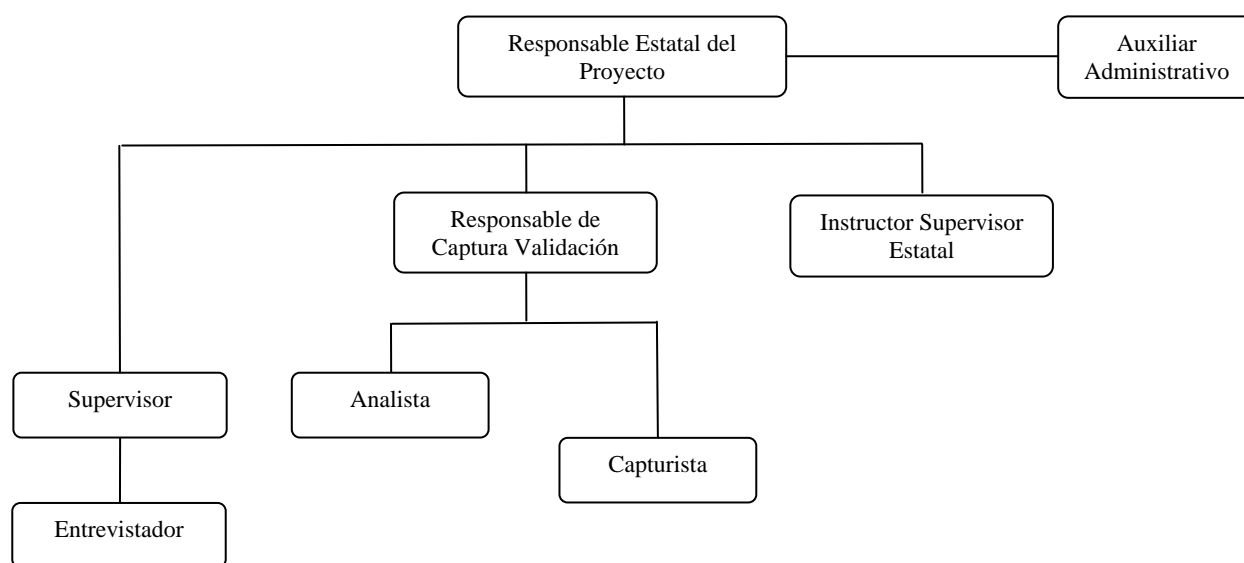 Responsable Estatal del
Proyecto
Auxiliar
Administrativo
Responsable de
Captura Validación
Instructor Supervisor
Estatal
Supervisor
Analista
Capturista
Entrevistador